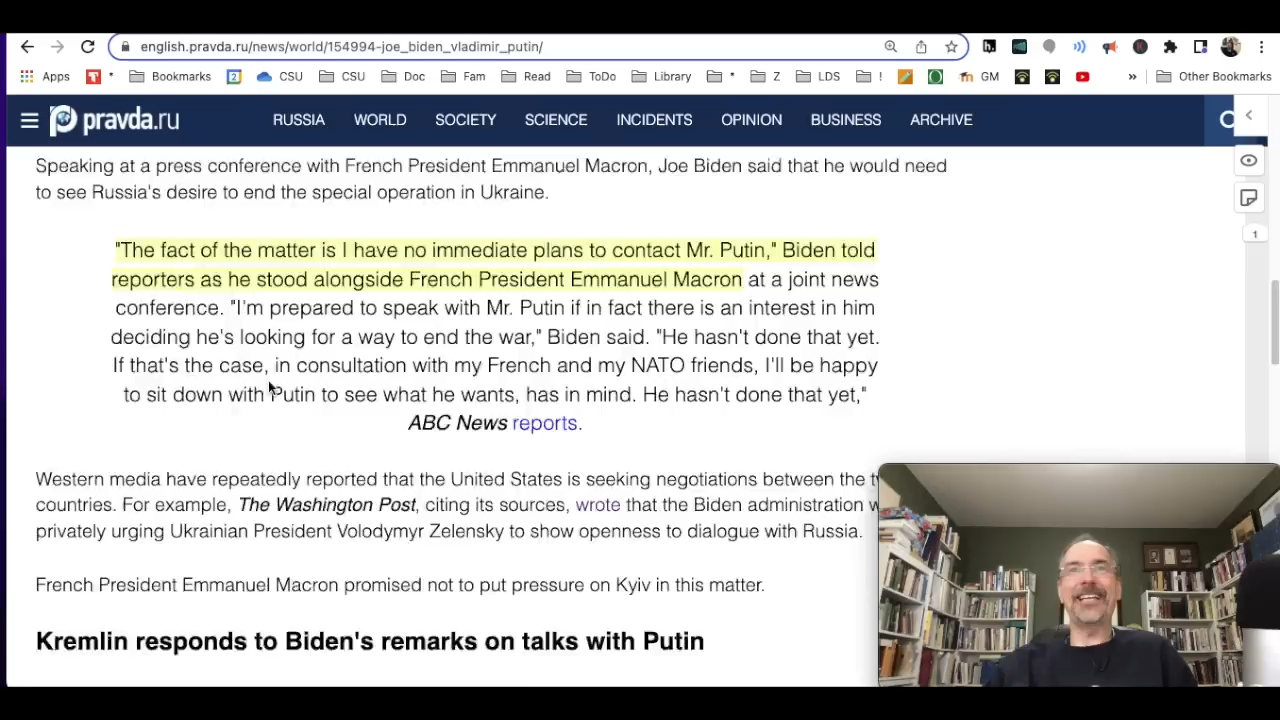 english.pravda.ru/news/world/154994-joe_biden_vladimir_putin/
Apps * Bookmarks 2 CSU CSU Doc Fam Read ToDo Library * Z LDS ! GM » Other Bookmarks
pravda.ru RUSSIA WORLD SOCIETY SCIENCE INCIDENTS OPINION BUSINESS ARCHIVE
Speaking at a press conference with French President Emmanuel Macron, Joe Biden said that he would need
to see Russia's desire to end the special operation in Ukraine.
"The fact of the matter is I have no immediate plans to contact Mr. Putin," Biden told
reporters as he stood alongside French President Emmanuel Macron at a joint news
conference. "I'm prepared to speak with Mr. Putin if in fact there is an interest in him
deciding he's looking for a way to end the war," Biden said. "He hasn't done that yet.
If that's the case, in consultation with my French and my NATO friends, I'll be happy
to sit down with Putin to see what he wants, has in mind. He hasn't done that yet,"
ABC News reports.
1
Western media have repeatedly reported that the United States is seeking negotiations between the
countries. For example, The Washington Post, citing its sources, wrote that the Biden administration
privately urging Ukrainian President Volodymyr Zelensky to show openness to dialogue with Russia.
French President Emmanuel Macron promised not to put pressure on Kyiv in this matter.
Kremlin responds to Biden's remarks on talks with Putin